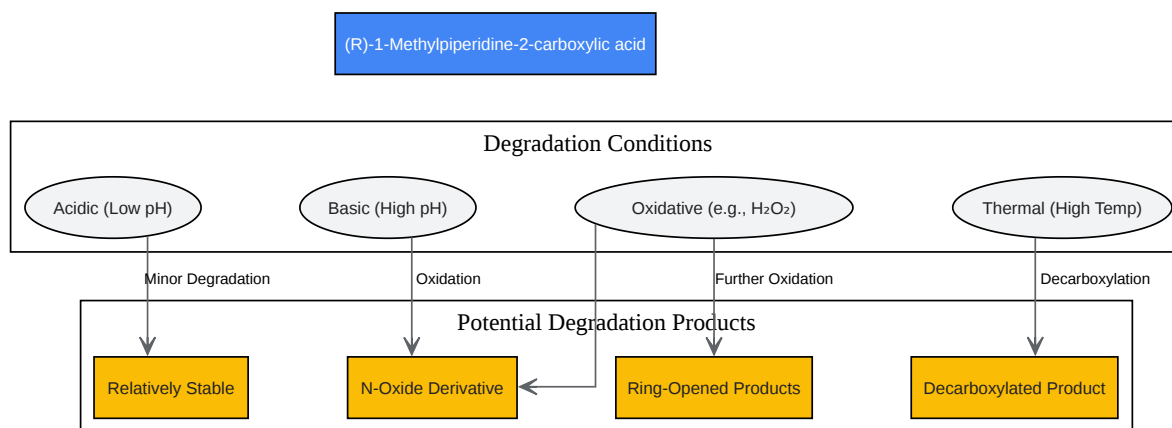 (R)-1-Methylpiperidine-2-carboxylic acid
Degradation Conditions
Acidic (Low pH)
Basic (High pH)
Oxidative (e.g., H₂O₂)
Thermal (High Temp)
Minor Degradation
Oxidation
Further Oxidation
Decarboxylation
Potential Degradation Products
Relatively Stable
N-Oxide Derivative
Ring-Opened Products
Decarboxylated Product